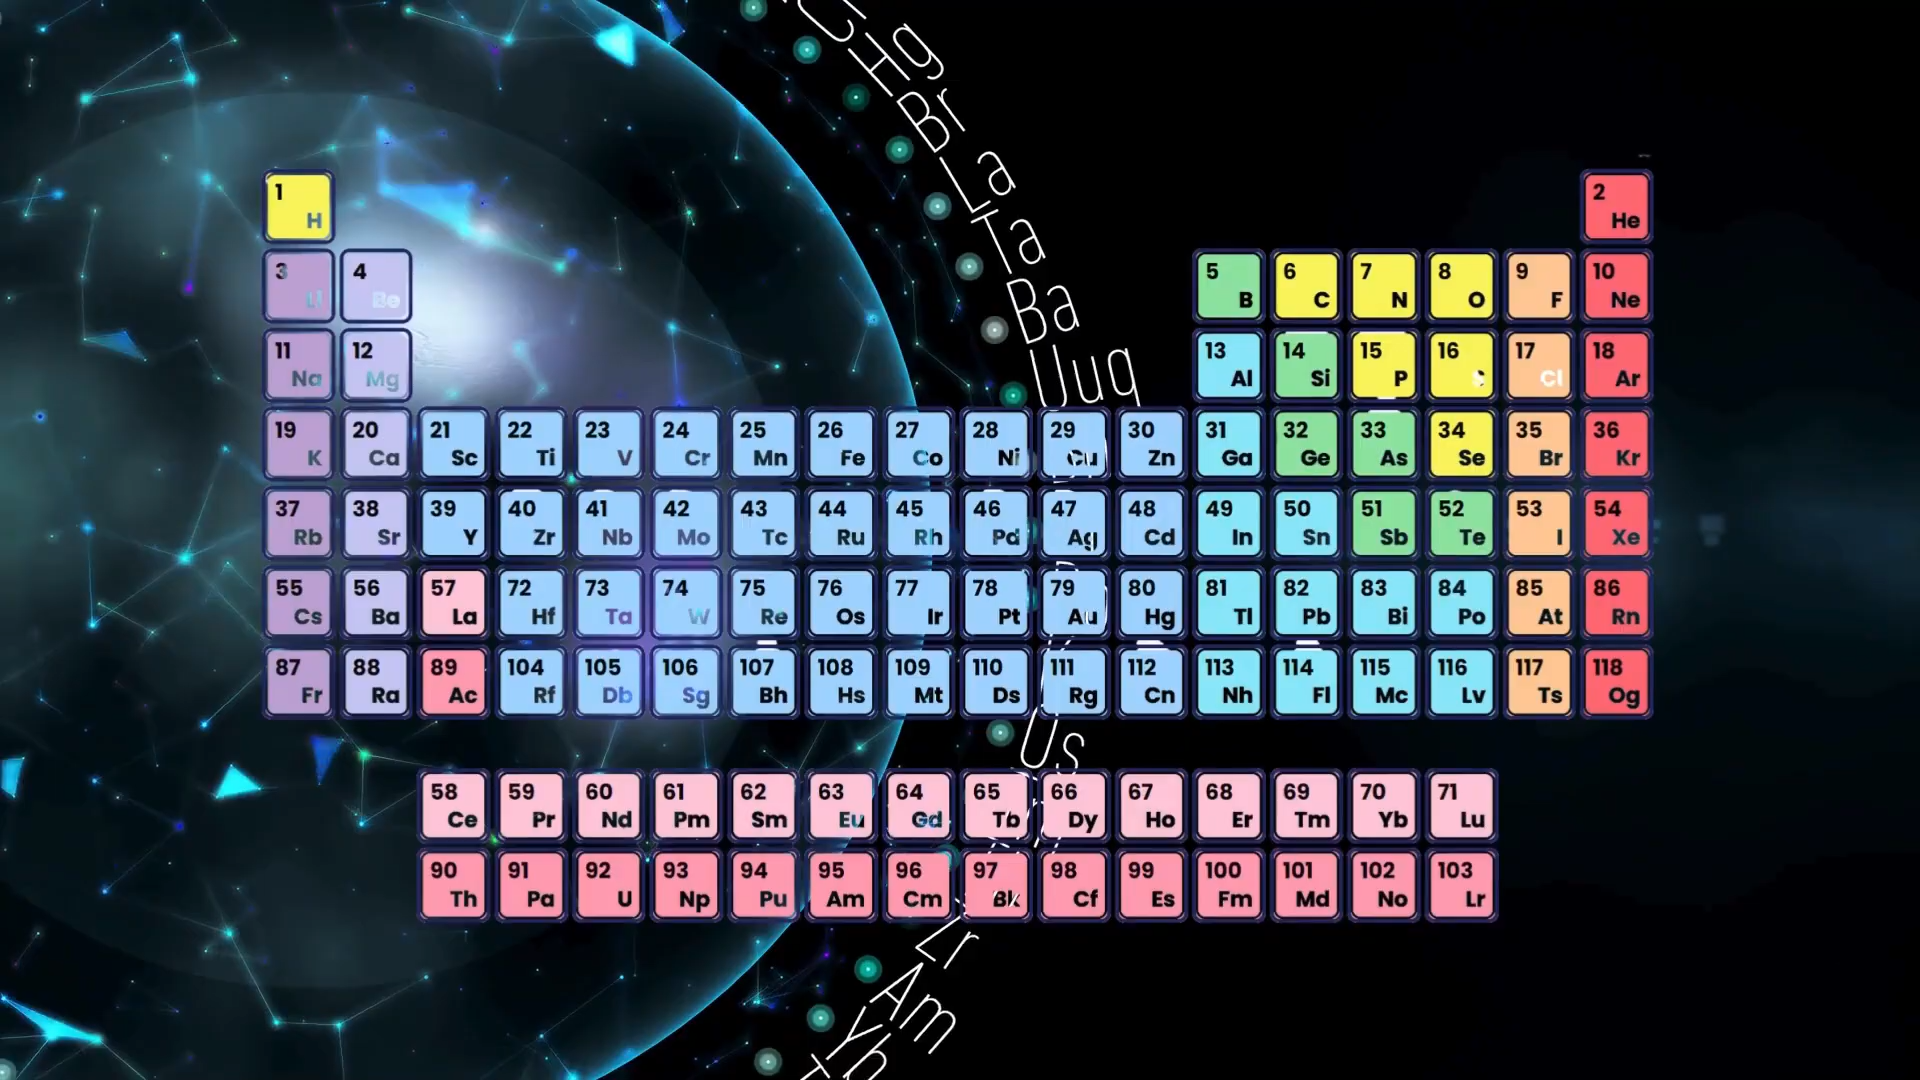 g
CHBr
La
Ta
Ba
Uuq
1 H
2 He
3 Li
4 Be
5 B
6 C
7 N
8 O
9 F
10 Ne
11 Na
12 Mg
13 Al
14 Si
15 P
16 S
17 Cl
18 Ar
19 K
20 Ca
21 Sc
22 Ti
23 V
24 Cr
25 Mn
26 Fe
27 Co
28 Ni
29 Cu
30 Zn
31 Ga
32 Ge
33 As
34 Se
35 Br
36 Kr
37 Rb
38 Sr
39 Y
40 Zr
41 Nb
42 Mo
43 Tc
44 Ru
45 Rh
46 Pd
47 Ag
48 Cd
49 In
50 Sn
51 Sb
52 Te
53 I
54 Xe
55 Cs
56 Ba
57 La
72 Hf
73 Ta
74 W
75 Re
76 Os
77 Ir
78 Pt
79 Au
80 Hg
81 Tl
82 Pb
83 Bi
84 Po
85 At
86 Rn
87 Fr
88 Ra
89 Ac
104 Rf
105 Db
106 Sg
107 Bh
108 Hs
109 Mt
110 Ds
111 Rg
112 Cn
113 Nh
114 Fl
115 Mc
116 Lv
117 Ts
118 Og
Us
58 Ce
59 Pr
60 Nd
61 Pm
62 Sm
63 Eu
64 Gd
65 Tb
66 Dy
67 Ho
68 Er
69 Tm
70 Yb
71 Lu
90 Th
91 Pa
92 U
93 Np
94 Pu
95 Am
96 Cm
97 Bk
98 Cf
99 Es
100 Fm
101 Md
102 No
103 Lr
Zr
Am
Y
Th